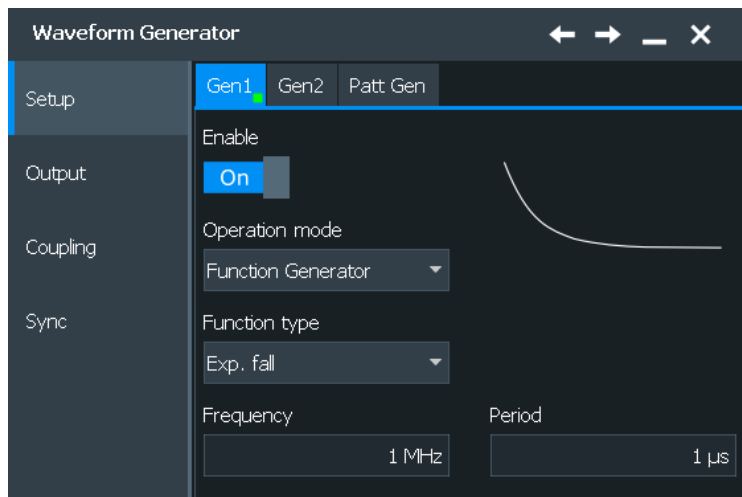 Waveform Generator
Setup
Output
Coupling
Sync
Gen1 Gen2 Patt Gen
Enable
On
Operation mode
Function Generator
Function type
Exp. fall
Frequency Period
1 MHz 1 µs